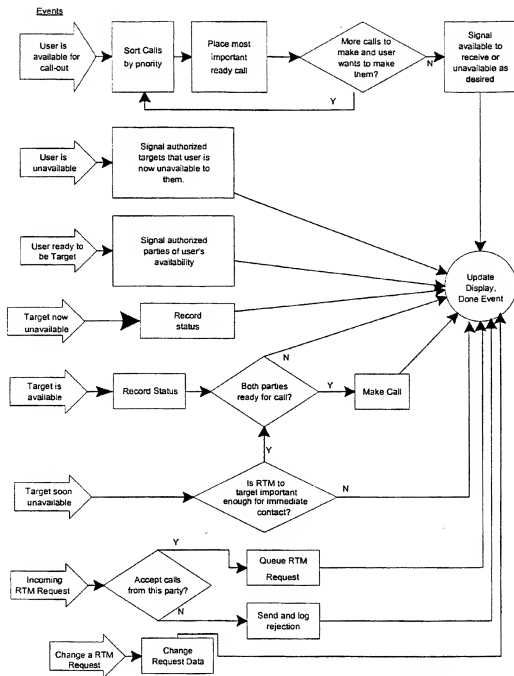 Events
User is
available for
call-out
Sort Calls
by priority
Place most
important
ready call
More calls to
make and user
wants to make
them?
N
Y
Signal
available to
receive or
unavailable as
desired
User is
unavailable
Signal authorized
targets that user is
now unavailable to
them.
User ready to
be Target
Signal authorized
parties of user's
availability
Update
Display,
Done Event
Target now
unavailable
Record
status
N
Target is
available
Record Status
Both parties
ready for call?
Y
Make Call
Y
Target soon
unavailable
Is RTM to
target important
enough for immediate
contact?
N
Y
Incoming
RTM Request
Accept calls
from this party?
N
Queue RTM
Request
Send and log
rejection
Change a RTM
Request
Change
Request Data